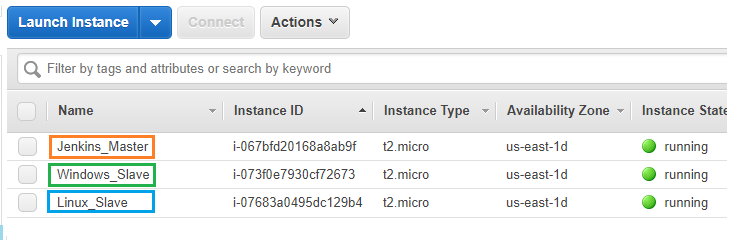 Launch Instance Connect Actions
Filter by tags and attributes or search by keyword
Name Instance ID Instance Type Availability Zone Instance State
Jenkins_Master i-067bfd20168a8ab9f t2.micro us-east-1d running
Windows_Slave i-073f0e7930cf72673 t2.micro us-east-1d running
Linux_Slave i-07683a0495dc129b4 t2.micro us-east-1d running